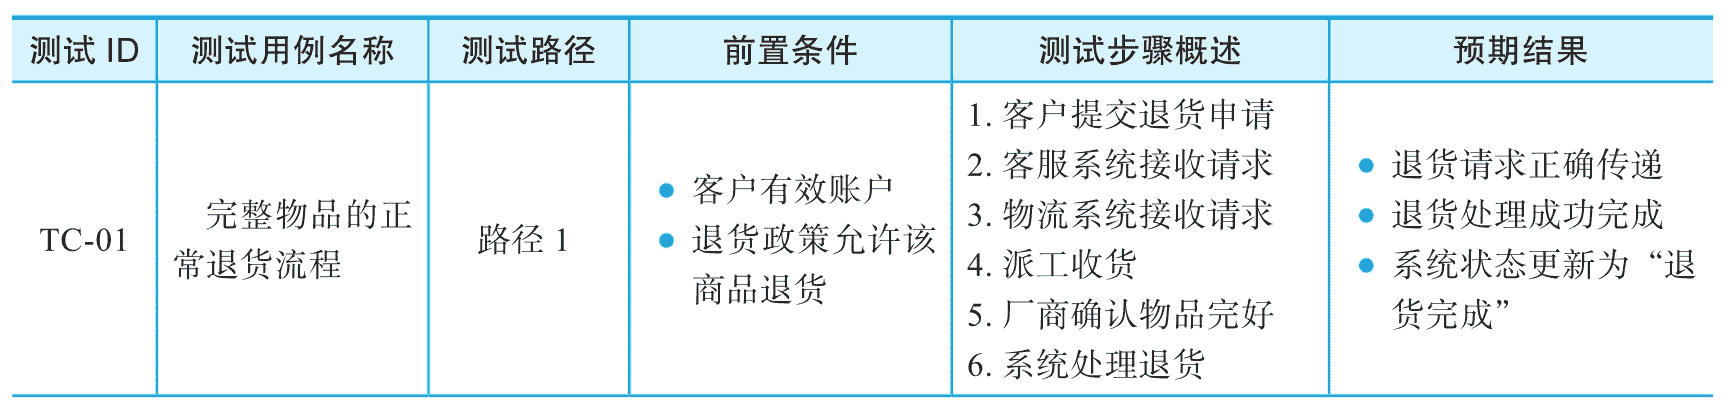 测试 ID 测试用例名称 测试路径 前置条件 测试步骤概述 预期结果
TC-01
完整物品的正
常退货流程
路径 1
● 客户有效账户
● 退货政策允许该
商品退货
1. 客户提交退货申请
2. 客服系统接收请求
3. 物流系统接收请求
4. 派工收货
5. 厂商确认物品完好
6. 系统处理退货
● 退货请求正确传递
● 退货处理成功完成
● 系统状态更新为“退
货完成”